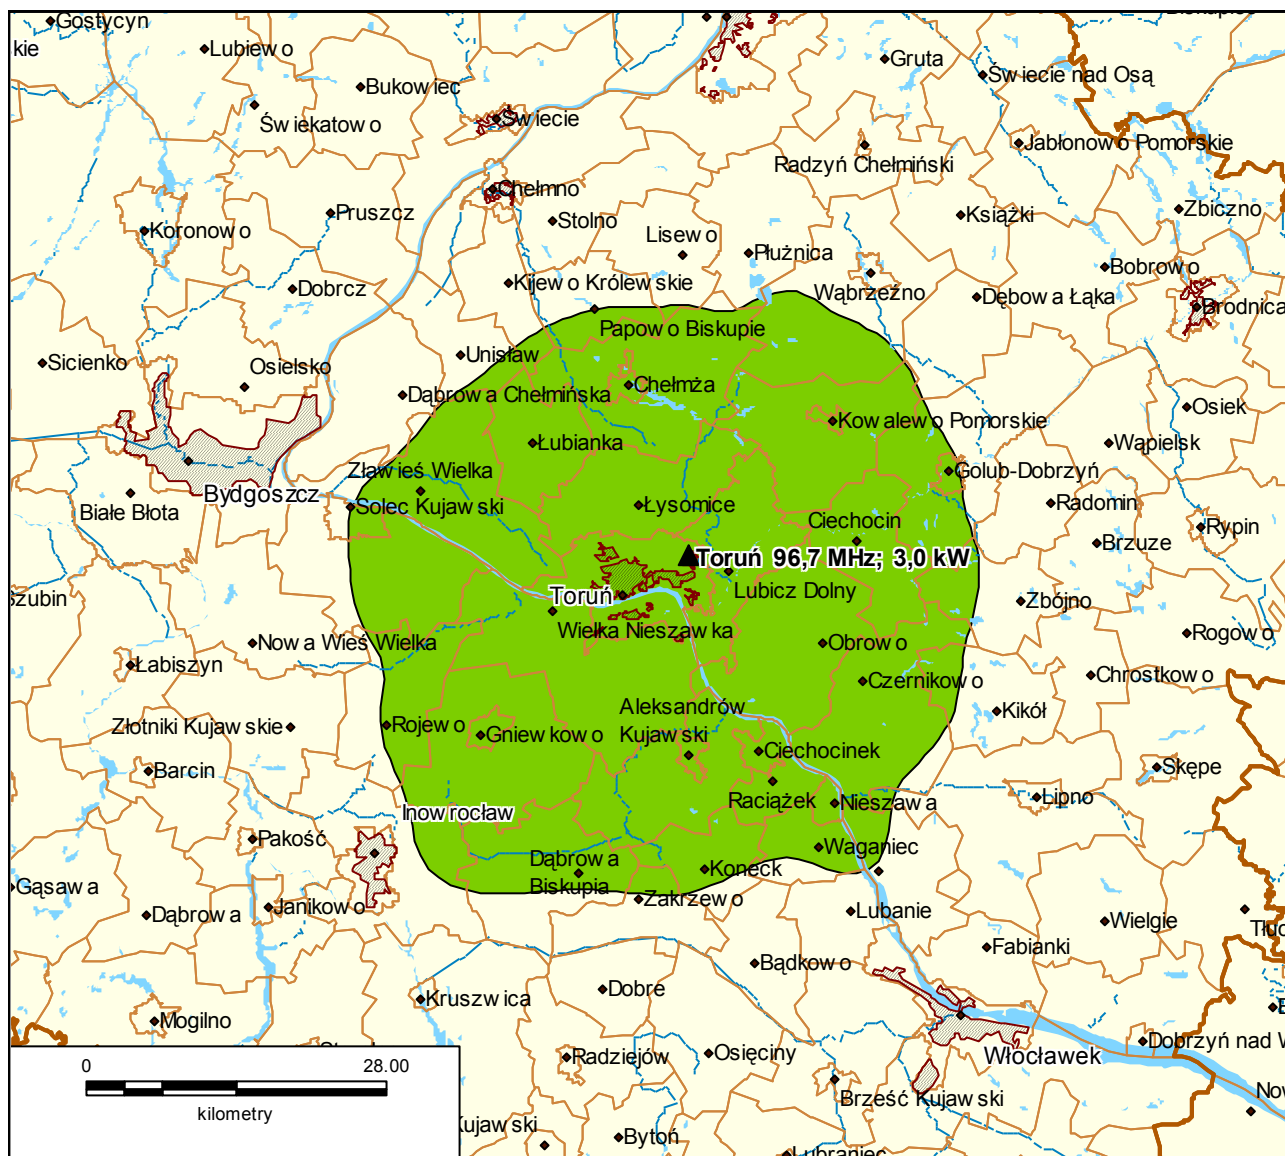 Gostycyn
Biskupiec
kie
Lubiewo
Gruta
Świecie nad Osą
Bukowiec
Świekatowo
Świecie
Jabłonowo Pomorskie
Radzyń Chełmiński
Chełmno
Pruszcz
Stolno
Książki
Zbiczno
Koronowo
Lisewo
Płużnica
Bobrowo
Kijewo Królewskie
Wąbrzeźno
Dobrcz
Dębowa Łąka
Brodnica
Papowo Biskupie
Sicienko
Osielsko
Unisław
Chełmża
Dąbrowa Chełmińska
Osiek
Kowalewo Pomorskie
Łubianka
Wąpielsk
Zławieś Wielka
Golub-Dobrzyń
Bydgoszcz
Solec Kujawski
Łysomice
Radomin
Białe Błota
Ciechocin
Rypin
Brzuze
Toruń 96,7 MHz; 3,0 kW
Lubicz Dolny
Szubin
Toruń
Zbójno
Wielka Nieszawka
Rogowo
Nowa Wieś Wielka
Obrowo
Łabiszyn
Chrostkowo
Czernikowo
Aleksandrów
Kujawski
Kikół
Złotniki Kujawskie
Rojewo
Gniewkowo
Ciechocinek
Barcin
Skępe
Raciążek
Nieszawa
Lipno
Inowrocław
Pakość
Waganiec
Dąbrowa
Biskupia
Koneck
Gąsawa
Zakrzewo
Janikowo
Dąbrowa
Lubanie
Wielgie
Fabianki
Bądkowo
Kruszwica
Dobre
Mogilno
Włocławek
Dobrzyń nad W
Radziejów
Osięciny
0
28.00
kilometry
Brześć Kujawski
Now
Kujawski
Bytoń
Lubraniec